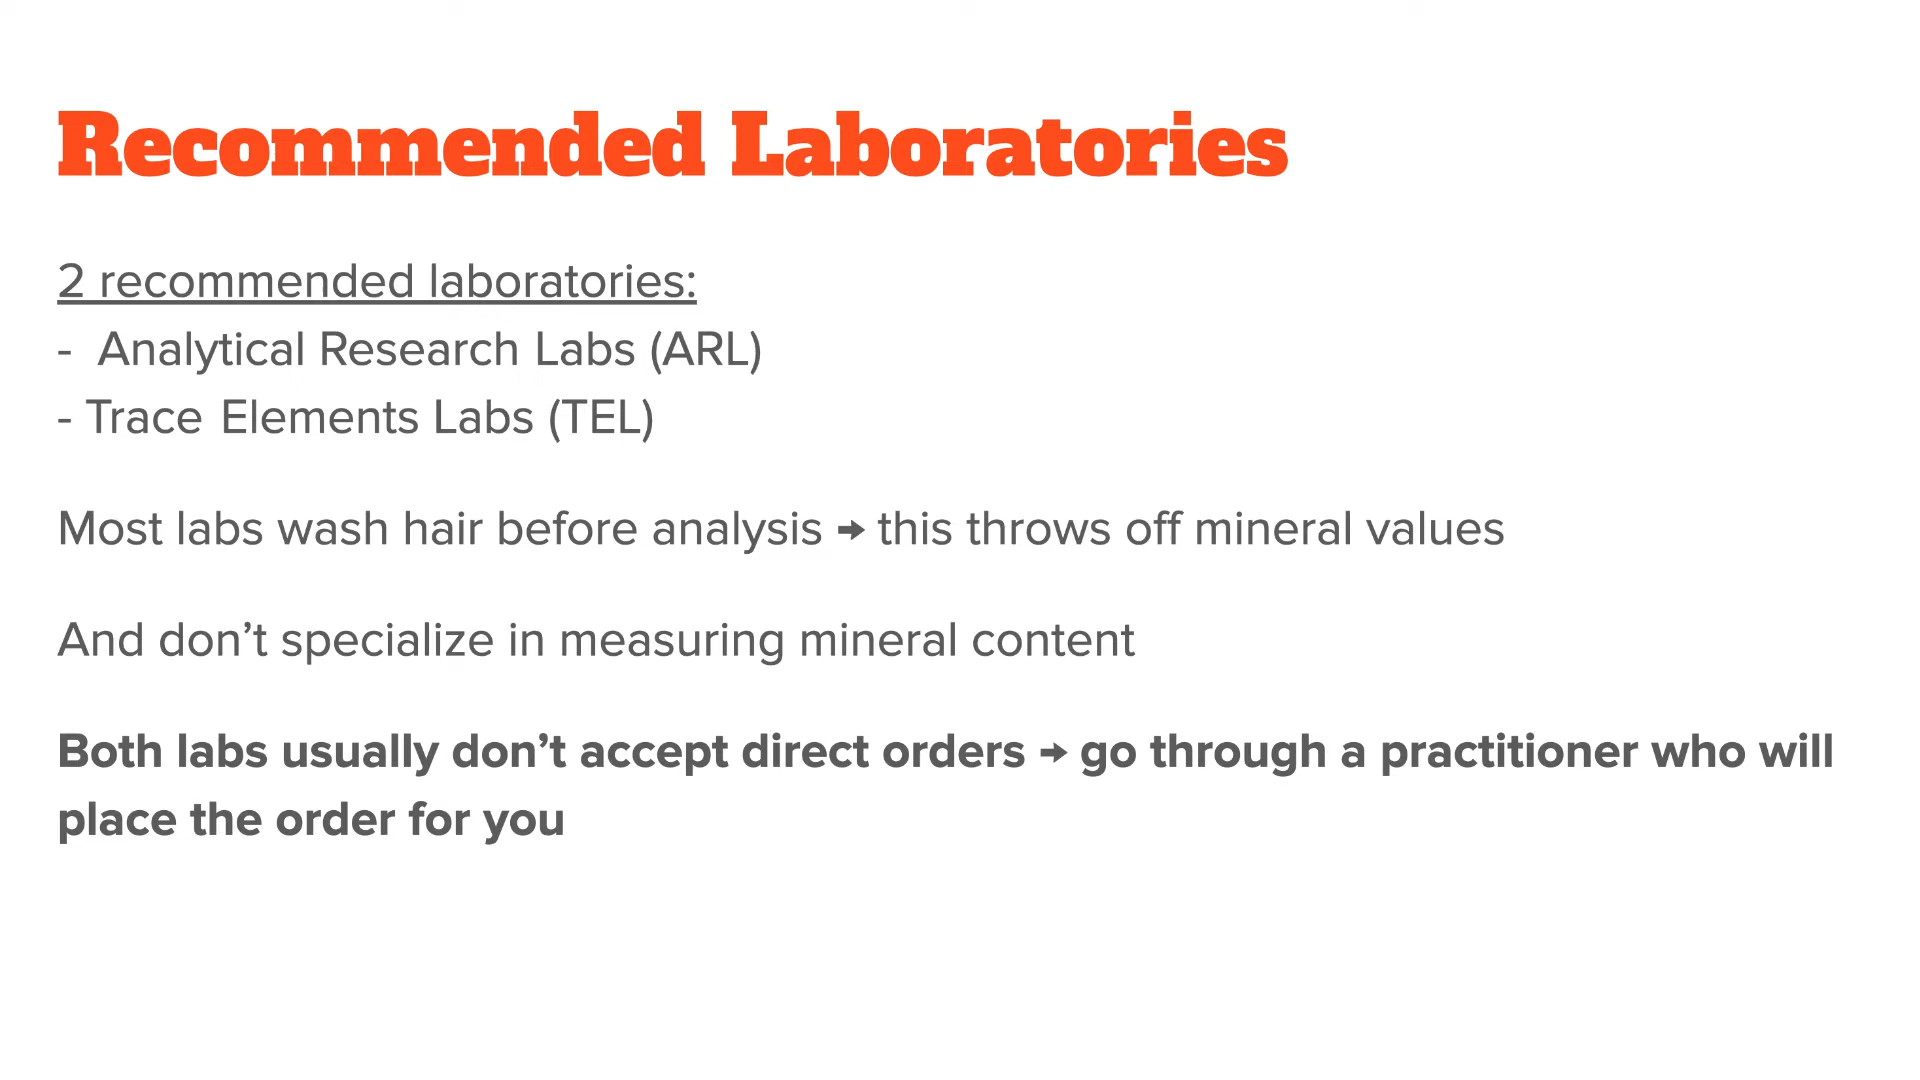 Recommended Laboratories
2 recommended laboratories:
- Analytical Research Labs (ARL)
- Trace Elements Labs (TEL)
Most labs wash hair before analysis → this throws off mineral values
And don’t specialize in measuring mineral content
Both labs usually don’t accept direct orders → go through a practitioner who will
place the order for you